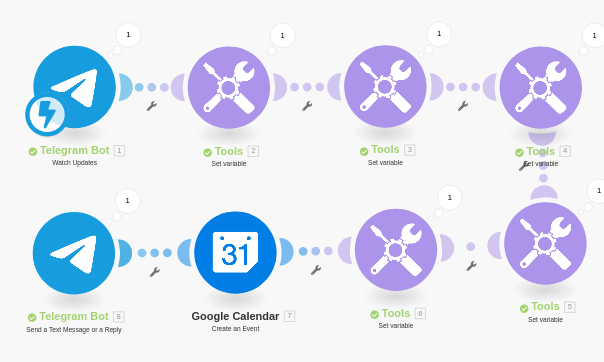 1
1
1
1
Telegram Bot 1
Watch Updates
Tools 2
Set variable
Tools 3
Set variable
Tools 4
Set variable
1
1
1
31
Telegram Bot 8
Send a Text Message or a Reply
Google Calendar 7
Create an Event
Tools 6
Set variable
Tools 5
Set variable